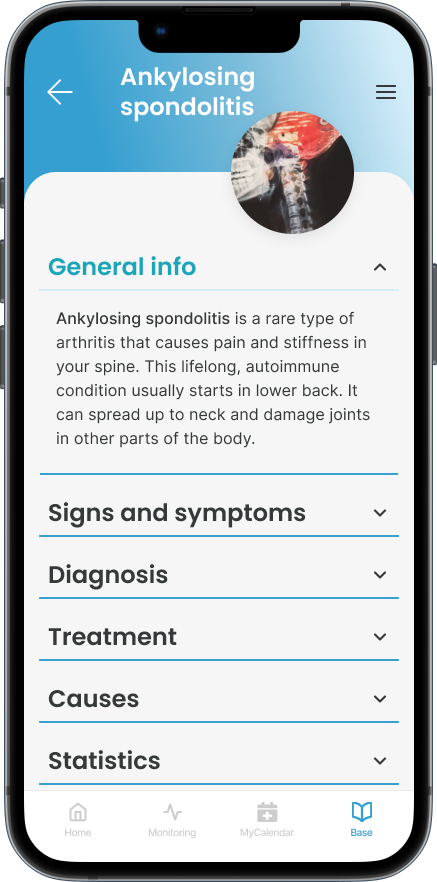 Ankylosing
spondolitis
General info
Ankylosing spondolitis is a rare type of
arthritis that causes pain and stiffness in
your spine. This lifelong, autoimmune
condition usually starts in lower back. It
can spread up to neck and damage joints
in other parts of the body.
Signs and symptoms
Diagnosis
Treatment
Causes
Statistics
Home
Monitoring
MyCalendar
Base